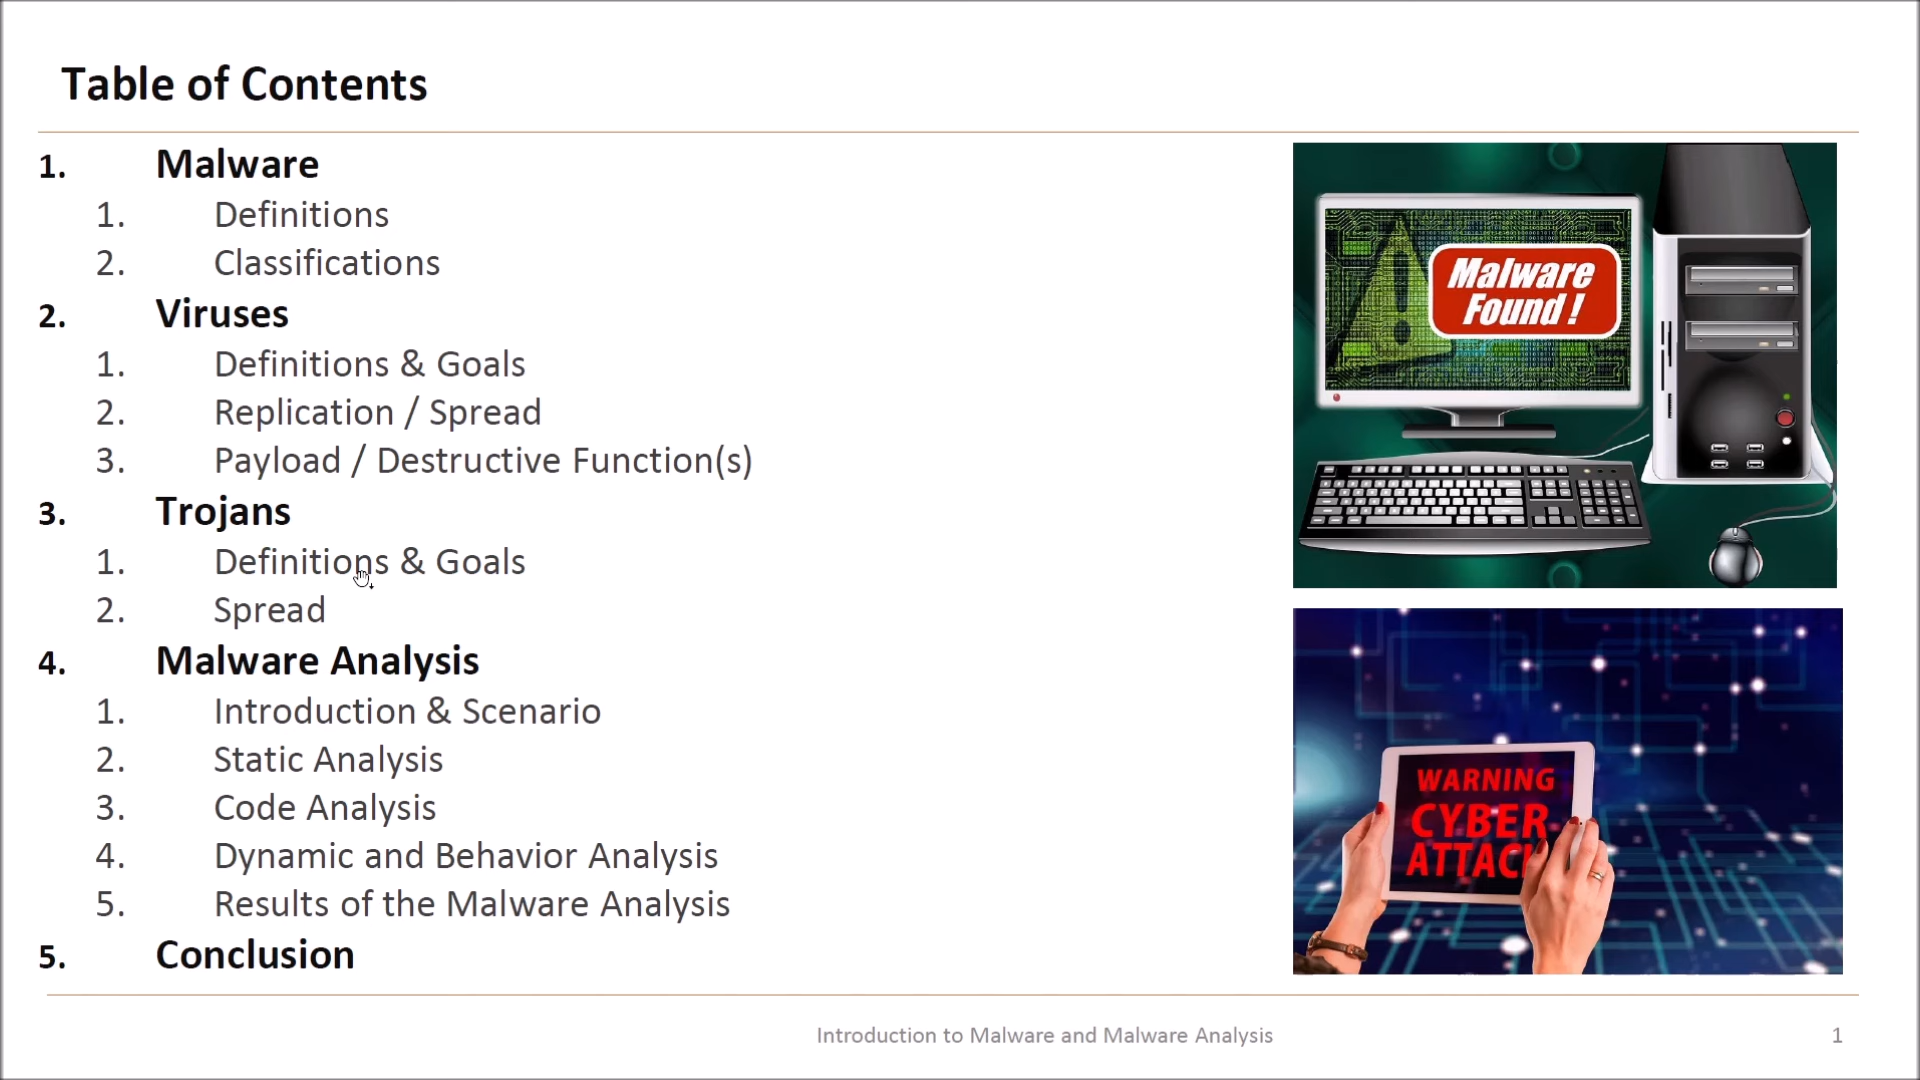 Table of Contents
1. Malware
1. Definitions
2. Classifications
2. Viruses
1. Definitions & Goals
2. Replication / Spread
3. Payload / Destructive Function(s)
3. Trojans
1. Definitions & Goals
2. Spread
4. Malware Analysis
1. Introduction & Scenario
2. Static Analysis
3. Code Analysis
4. Dynamic and Behavior Analysis
5. Results of the Malware Analysis
5. Conclusion
Malware
Found !
WARNING
CYBER
ATTAC
Introduction to Malware and Malware Analysis
1